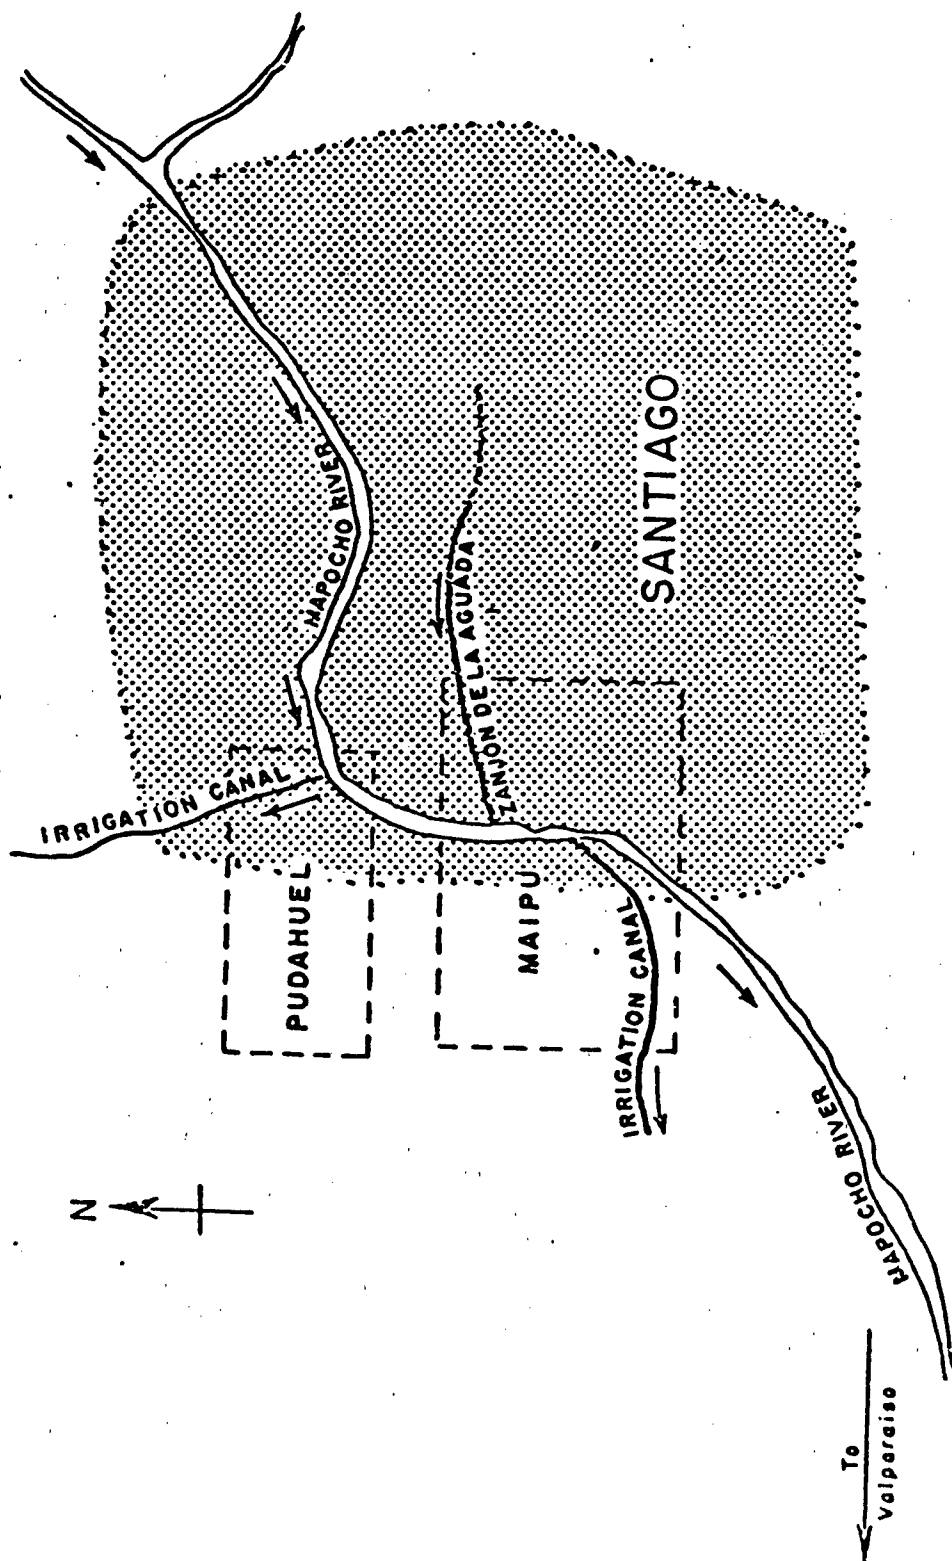 MAPOCHO RIVER
IRRIGATION CANAL
ZANJON DE LA AGUADA
SANTIAGO
PUDAHUEL
MAIPU
IRRIGATION CANAL
N
MAPOCHO RIVER
To
Valparaiso